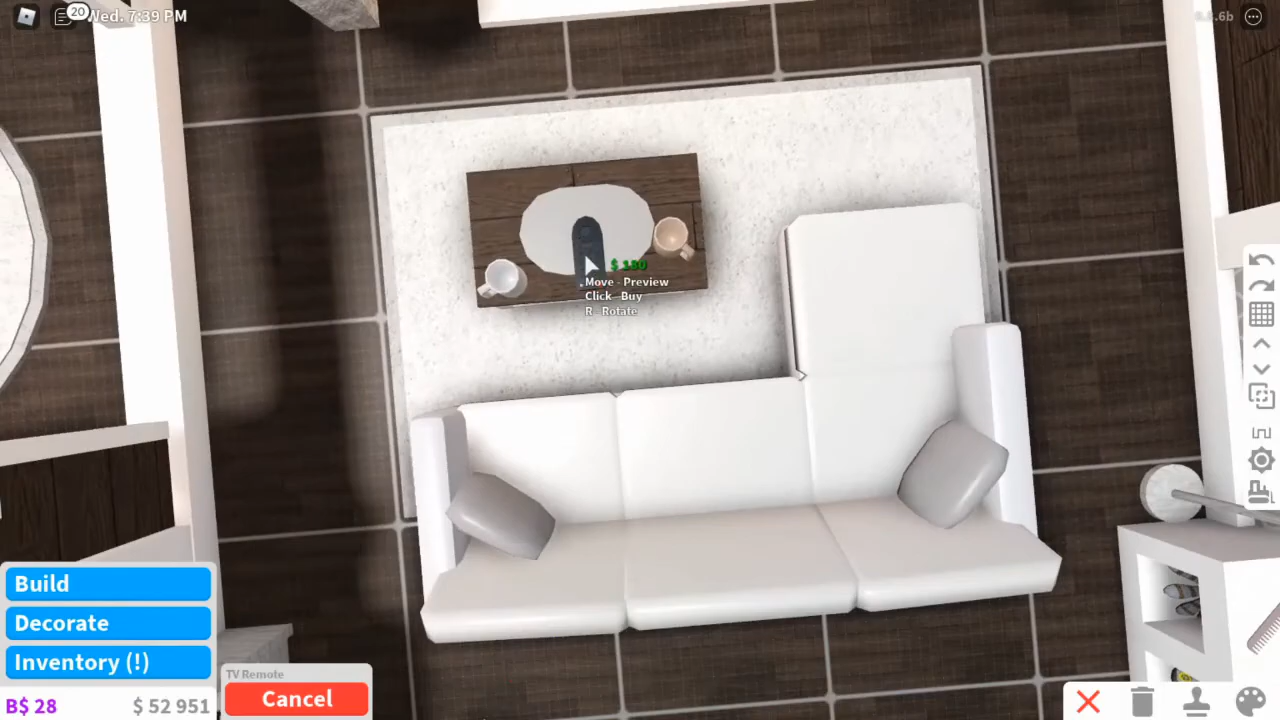 20
Wed. 7:39 PM
$ 180
Move - Preview
Click - Buy
R - Rotate
Build
Decorate
Inventory (!)
TV Remote
Cancel
B$ 28
$ 52 951